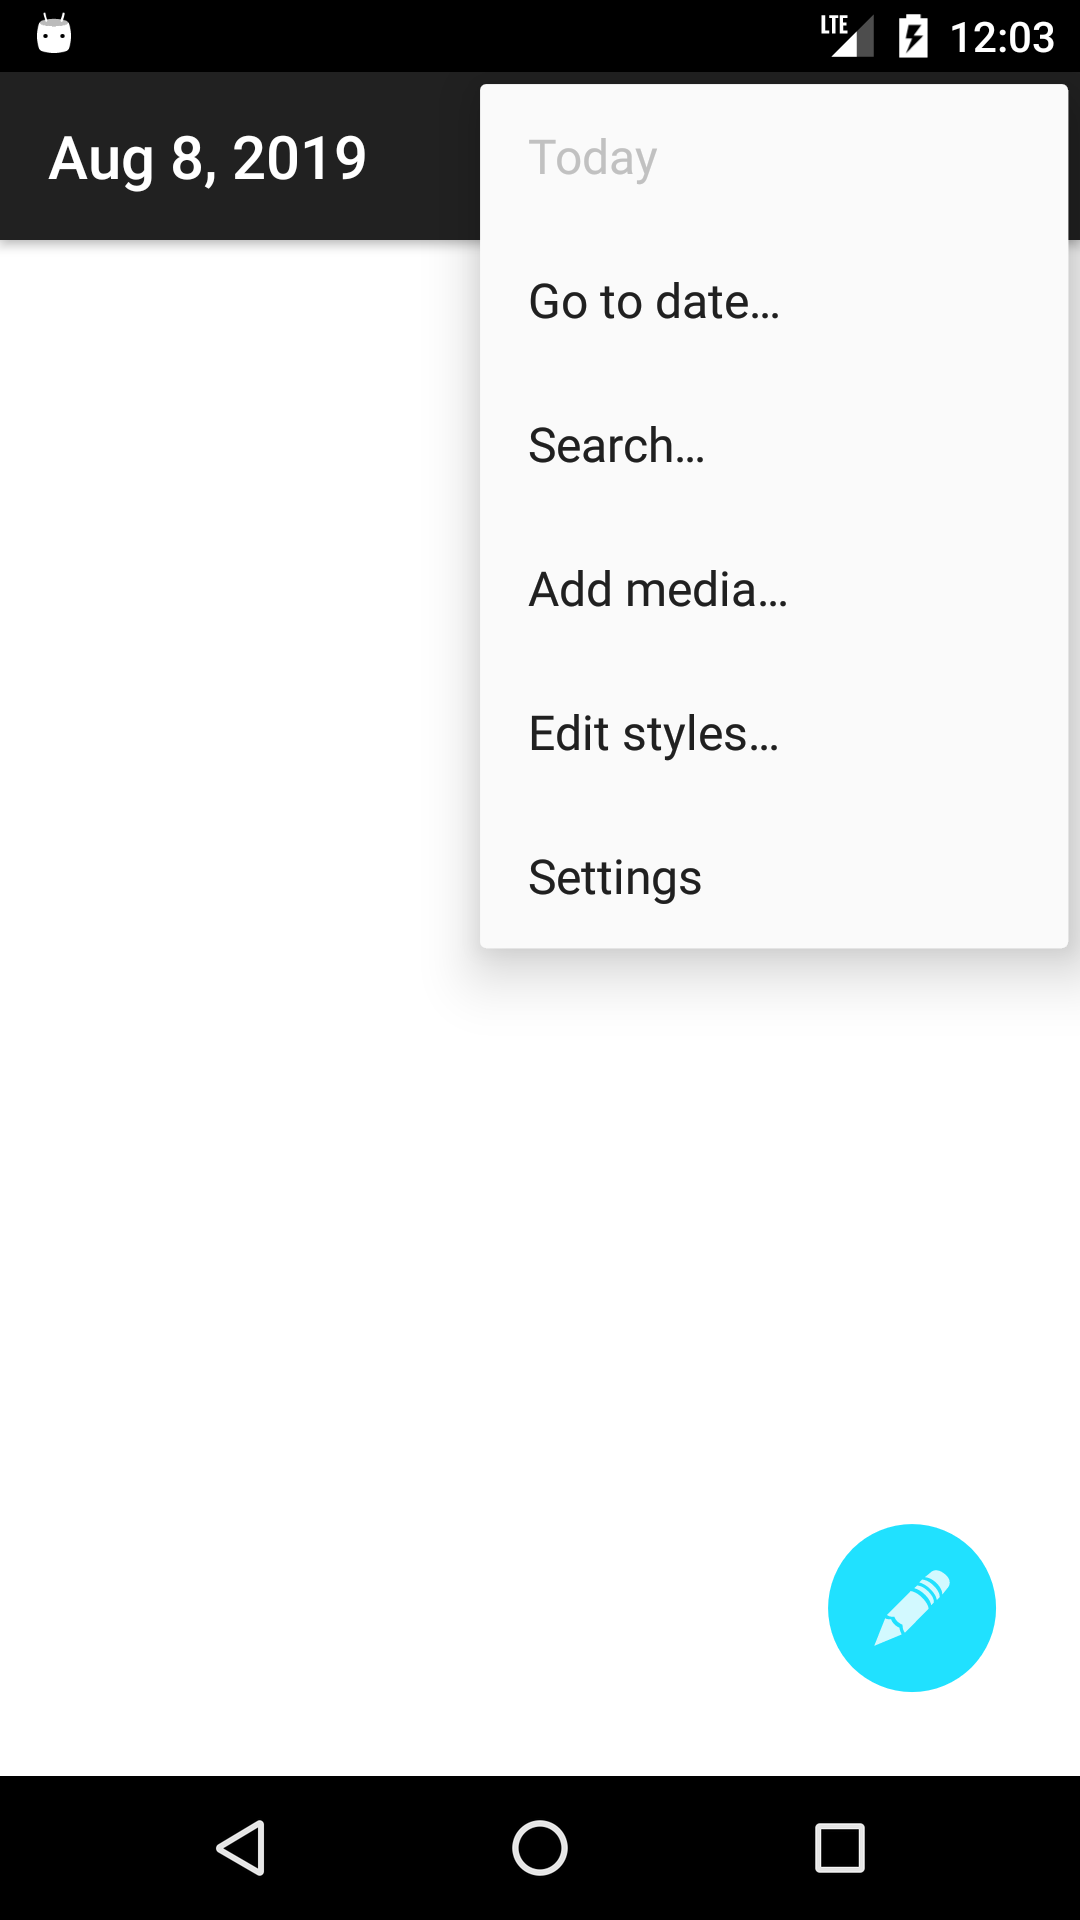 LTE 12:03
Aug 8, 2019
Today
Go to date...
Search...
Add media...
Edit styles...
Settings